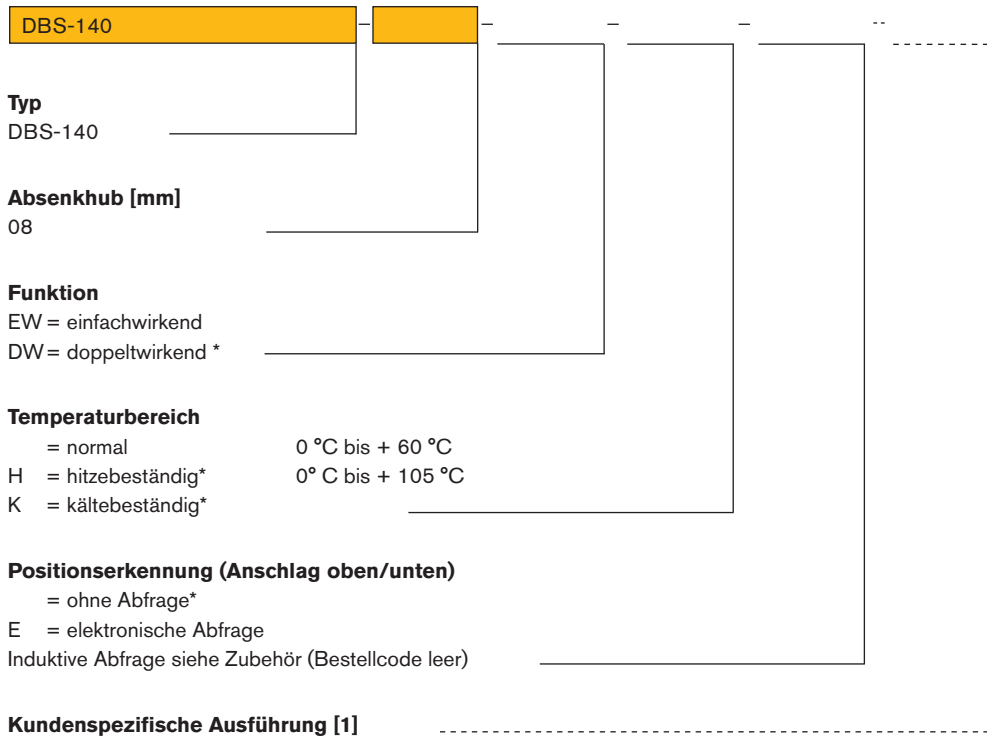 DBS-140 – – – – --
Typ
DBS-140
Absenkhub [mm]
08
Funktion
EW = einfachwirkend
DW = doppeltwirkend *
Temperaturbereich
= normal 0 °C bis + 60 °C
H = hitzebeständig* 0° C bis + 105 °C
K = kältebeständig*
Positionserkennung (Anschlag oben/unten)
= ohne Abfrage*
E = elektronische Abfrage
Induktive Abfrage siehe Zubehör (Bestellcode leer)
Kundenspezifische Ausführung [1]